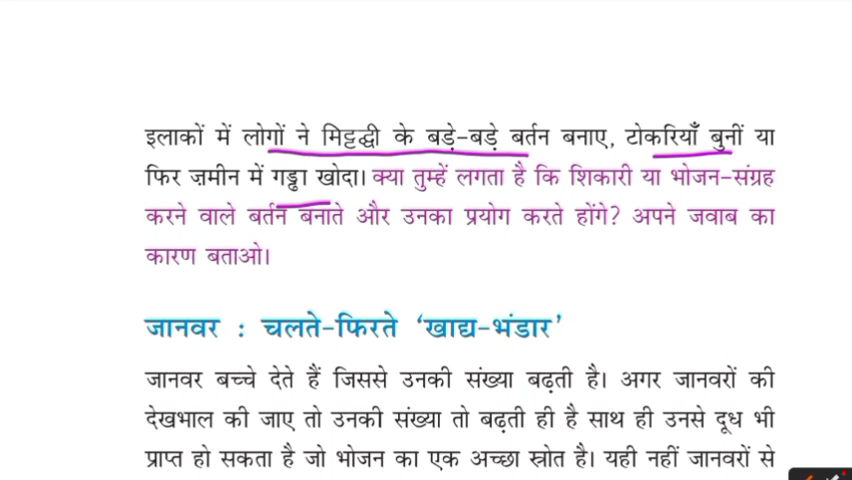 इलाकों में लोगों ने मिट्टी के बड़े-बड़े बर्तन बनाए, टोकरियाँ बुनीं या
फिर ज़मीन में गड्ढा खोदा। क्या तुम्हें लगता है कि शिकारी या भोजन-संग्रह
करने वाले बर्तन बनाते और उनका प्रयोग करते होंगे? अपने जवाब का
कारण बताओ।
जानवर : चलते-फिरते ‘खाद्य-भंडार’
जानवर बच्चे देते हैं जिससे उनकी संख्या बढ़ती है। अगर जानवरों की
देखभाल की जाए तो उनकी संख्या तो बढ़ती ही है साथ ही उनसे दूध भी
प्राप्त हो सकता है जो भोजन का एक अच्छा स्रोत है। यही नहीं जानवरों से